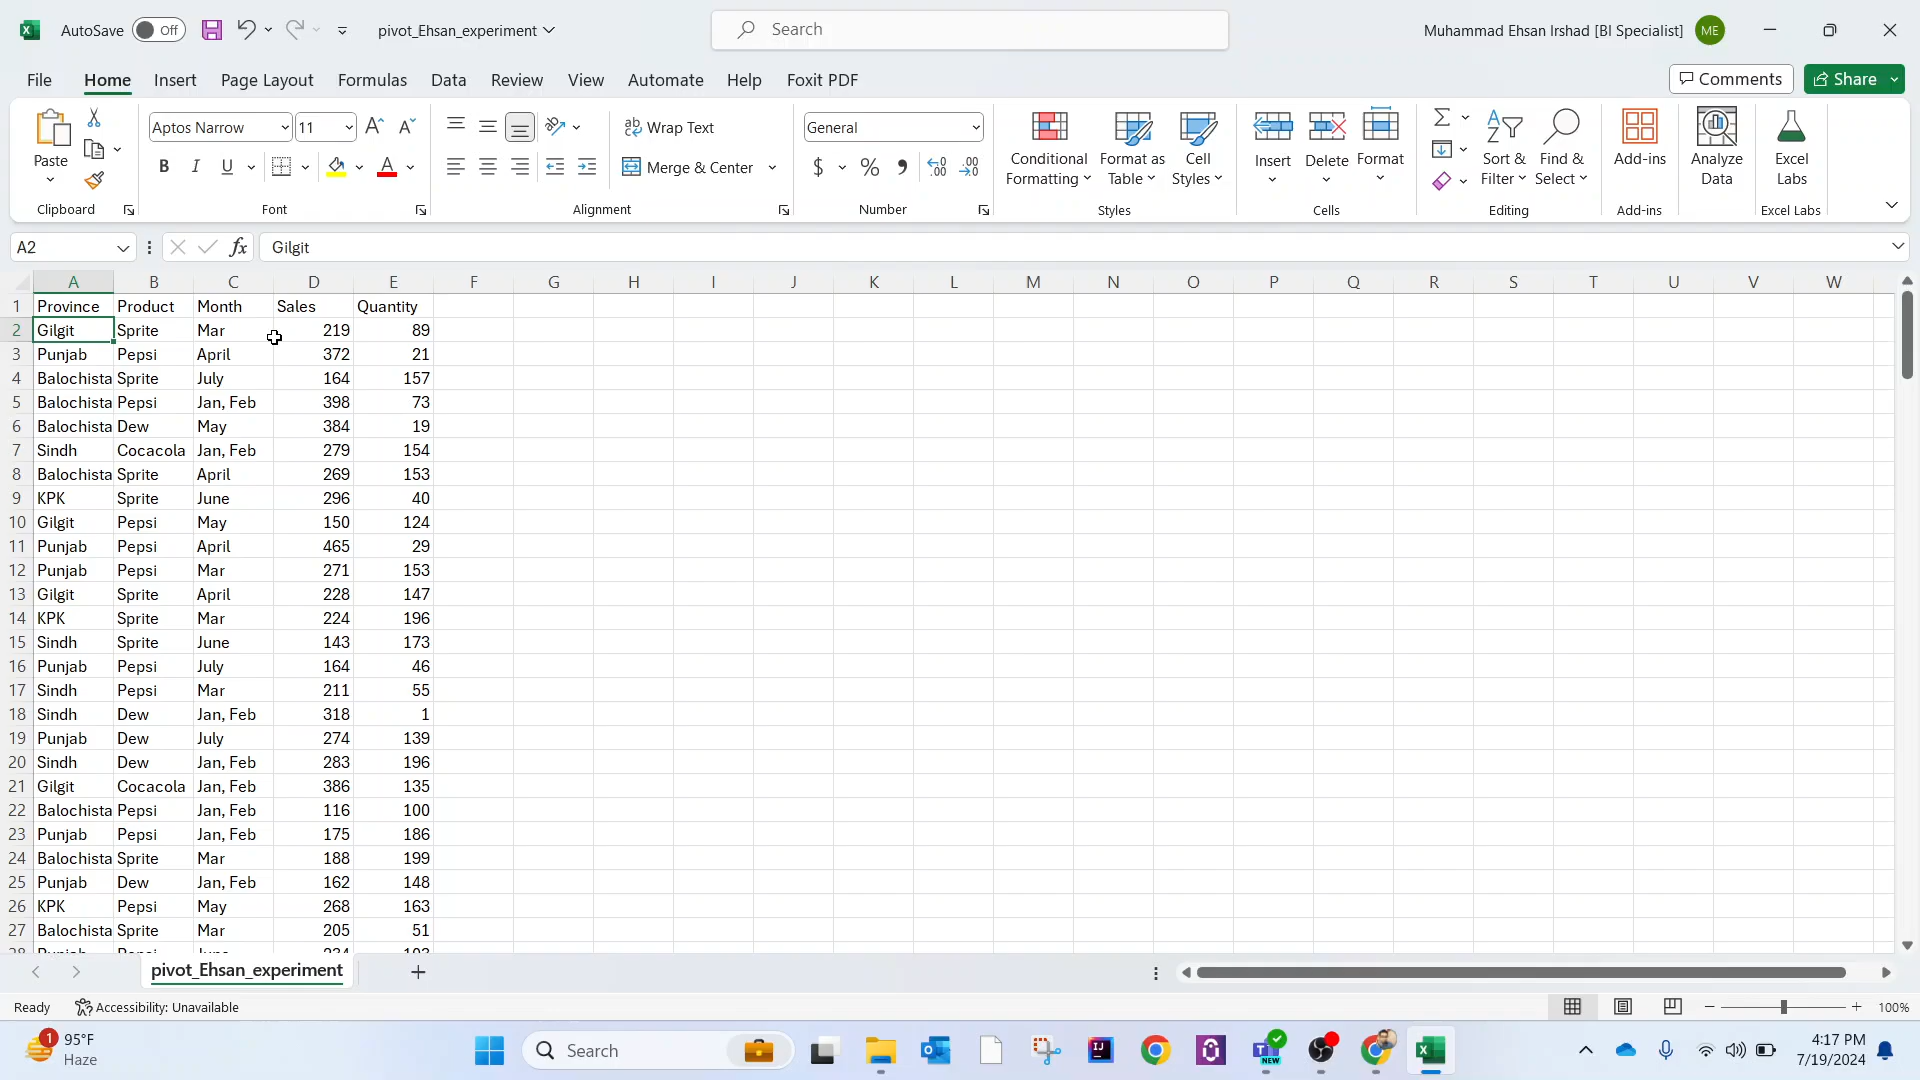 AutoSave Off pivot_Ehsan_experiment Search Muhammad Ehsan Irshad [BI Specialist] ME
File Home Insert Page Layout Formulas Data Review View Automate Help Foxit PDF Comments Share
Paste Aptos Narrow 11 Wrap Text General Conditional Formatting Format as Table Cell Styles Insert Delete Format Sort & Filter Find & Select Add-ins Analyze Data Excel Labs
B I U A Merge & Center $ % 9
Clipboard Font Alignment Number Styles Cells Editing Add-ins Excel Labs
A2 fx Gilgit
A B C D E F G H I J K L M N O P Q R S T U V W
1 Province Product Month Sales Quantity
2 Gilgit Sprite Mar 219 89
3 Punjab Pepsi April 372 21
4 Balochista Sprite July 164 157
5 Balochista Pepsi Jan, Feb 398 73
6 Balochista Dew May 384 19
7 Sindh Cocacola Jan, Feb 279 154
8 Balochista Sprite April 269 153
9 KPK Sprite June 296 40
10 Gilgit Pepsi May 150 124
11 Punjab Pepsi April 465 29
12 Punjab Pepsi Mar 271 153
13 Gilgit Sprite April 228 147
14 KPK Sprite Mar 224 196
15 Sindh Sprite June 143 173
16 Punjab Pepsi July 164 46
17 Sindh Pepsi Mar 211 55
18 Sindh Dew Jan, Feb 318 1
19 Punjab Dew July 274 139
20 Sindh Dew Jan, Feb 283 196
21 Gilgit Cocacola Jan, Feb 386 135
22 Balochista Pepsi Jan, Feb 116 100
23 Punjab Pepsi Jan, Feb 175 186
24 Balochista Sprite Mar 188 199
25 Punjab Dew Jan, Feb 162 148
26 KPK Pepsi May 268 163
27 Balochista Sprite Mar 205 51
pivot_Ehsan_experiment
Ready Accessibility: Unavailable 100%
1 95°F Search 4:17 PM
Haze 7/19/2024